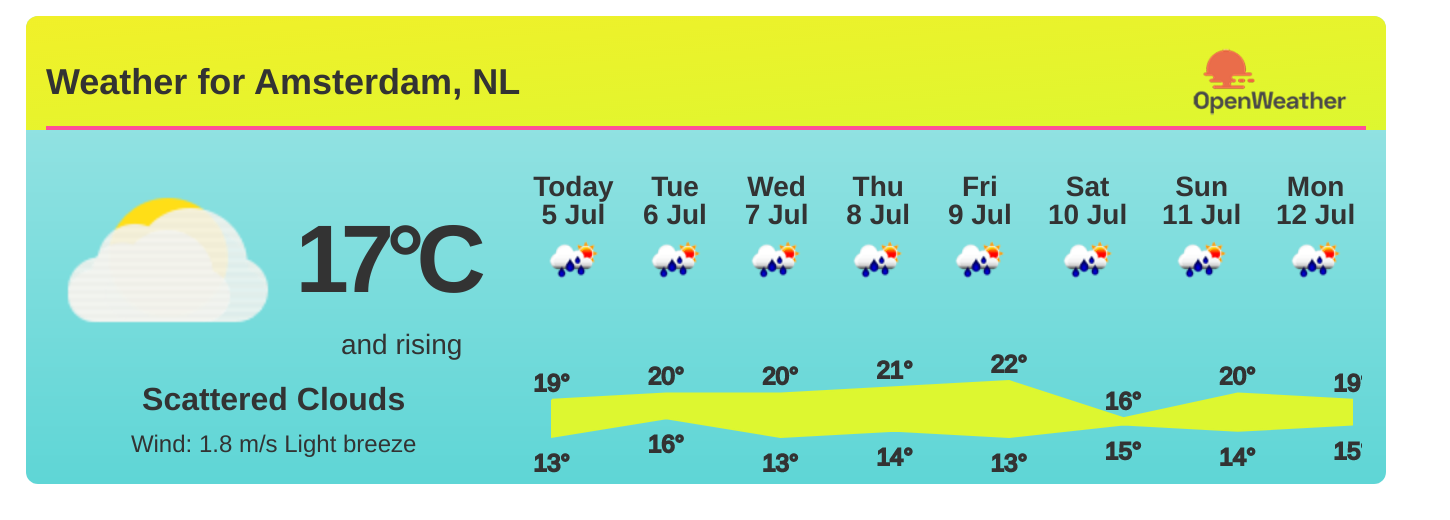 Weather for Amsterdam, NL
OpenWeather
17°C
and rising
Scattered Clouds
Wind: 1.8 m/s Light breeze
Today Tue Wed Thu Fri Sat Sun Mon
5 Jul 6 Jul 7 Jul 8 Jul 9 Jul 10 Jul 11 Jul 12 Jul
19° 20° 20° 21° 22° 16° 20° 19°
13° 16° 13° 14° 13° 15° 14° 15°